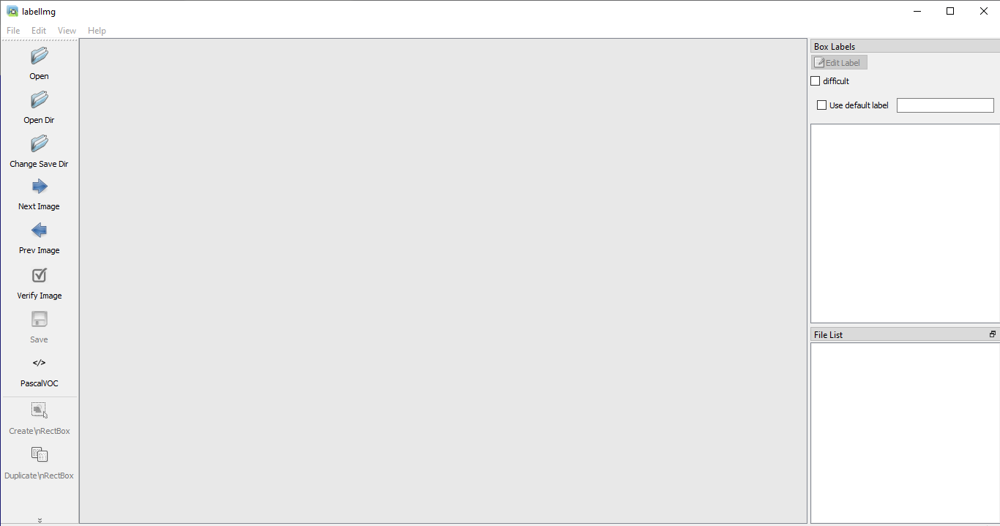 labelImg
File Edit View Help
Open
Open Dir
Change Save Dir
Next Image
Prev Image
Verify Image
Save
</>
PascalVOC
Create\nRectBox
Duplicate\nRectBox
Box Labels
Edit Label
difficult
Use default label
File List